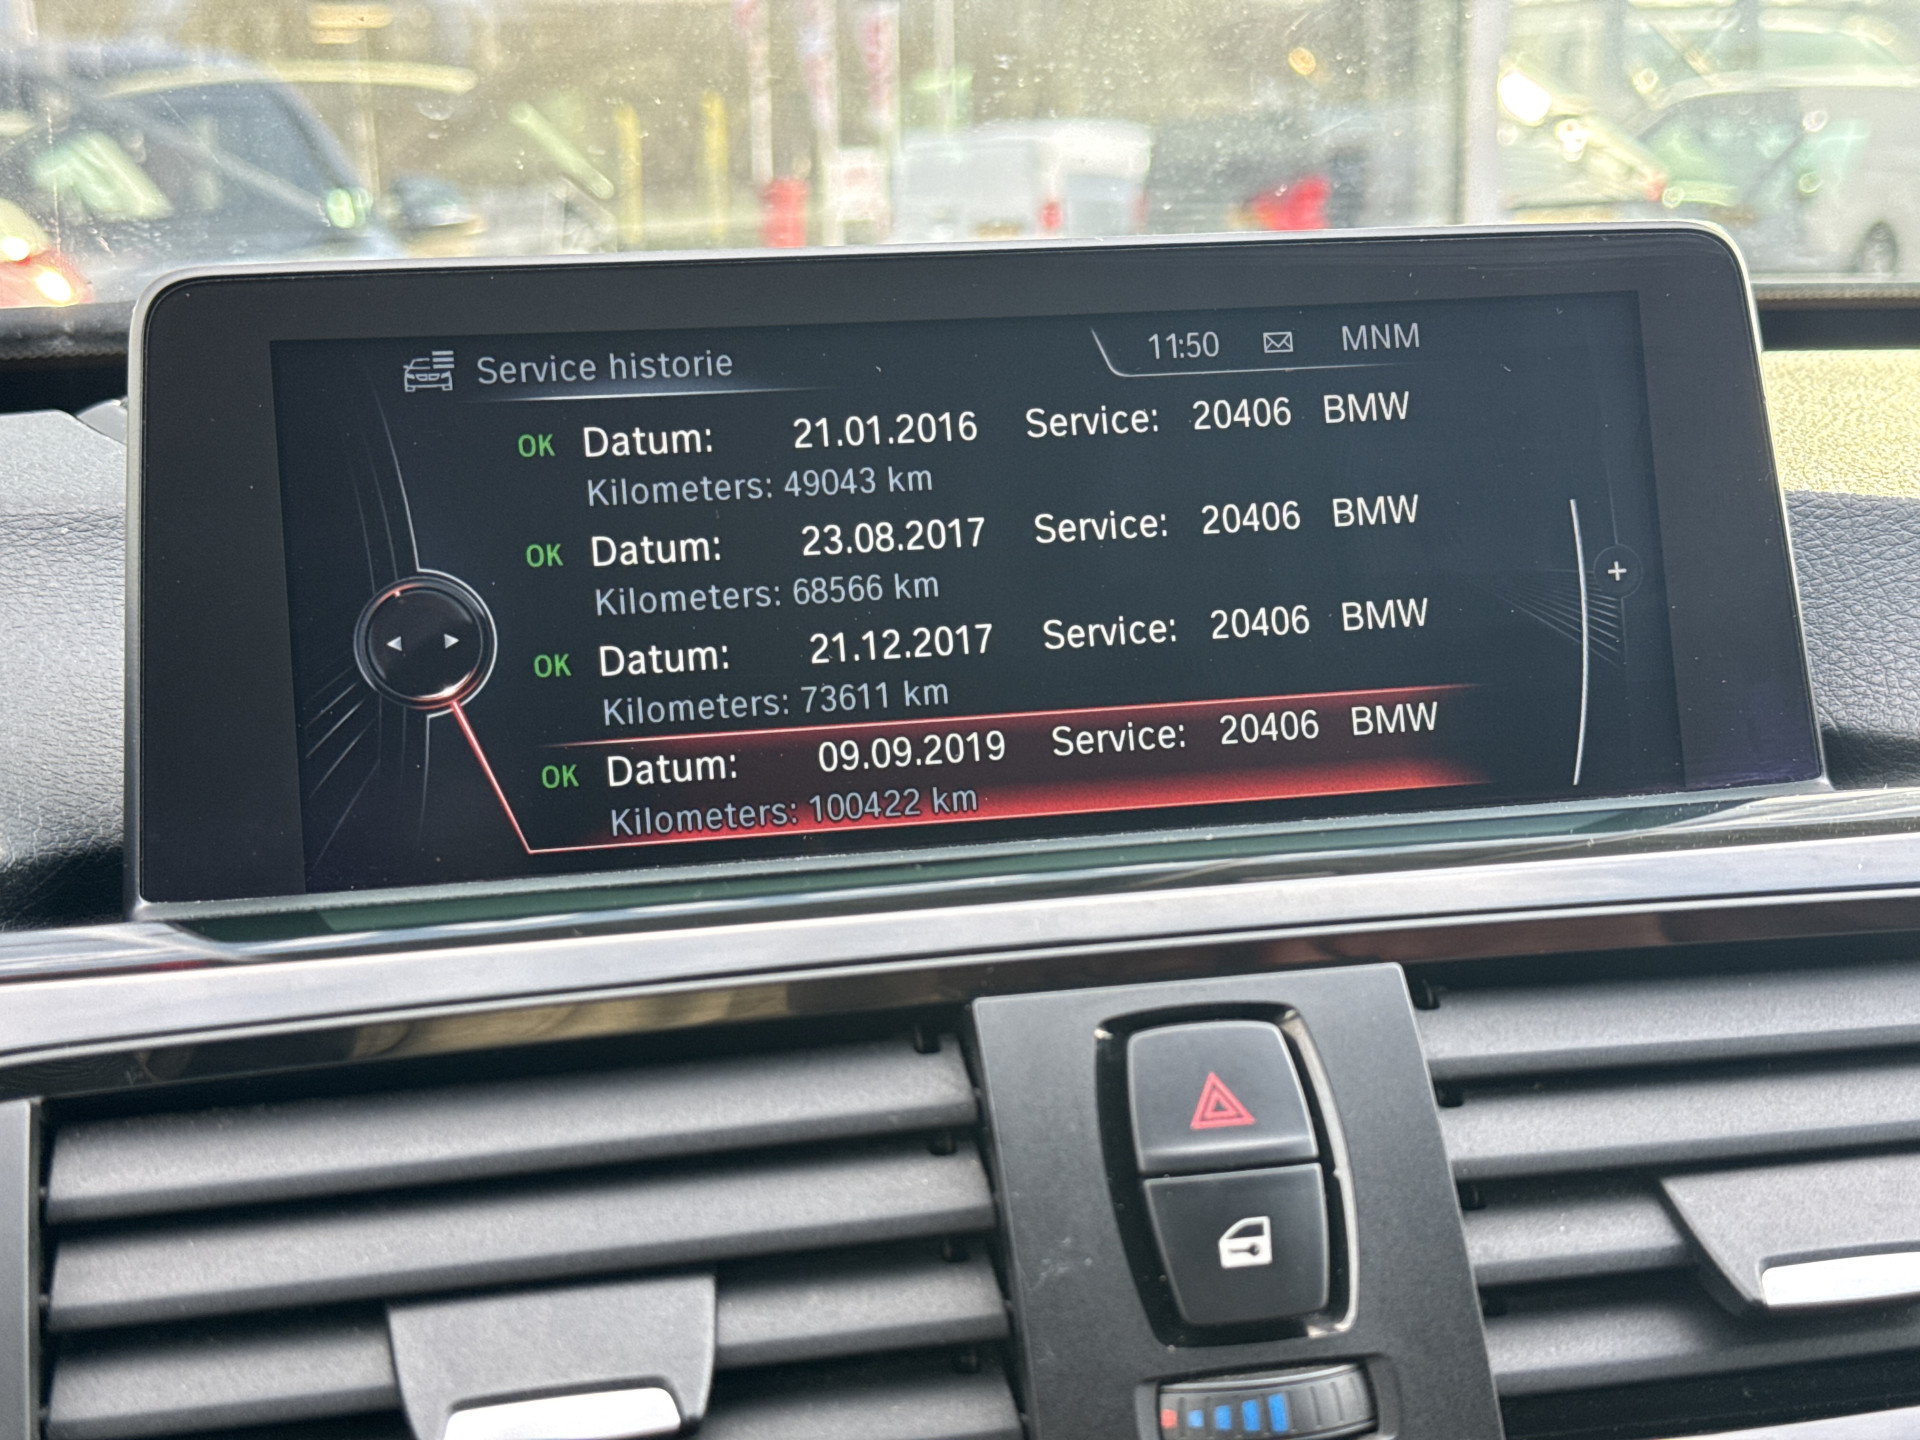 Service historie 11:50 MNM
OK Datum: 21.01.2016 Service: 20406 BMW
Kilometers: 49043 km
OK Datum: 23.08.2017 Service: 20406 BMW
Kilometers: 68566 km
OK Datum: 21.12.2017 Service: 20406 BMW
Kilometers: 73611 km
OK Datum: 09.09.2019 Service: 20406 BMW
Kilometers: 100422 km